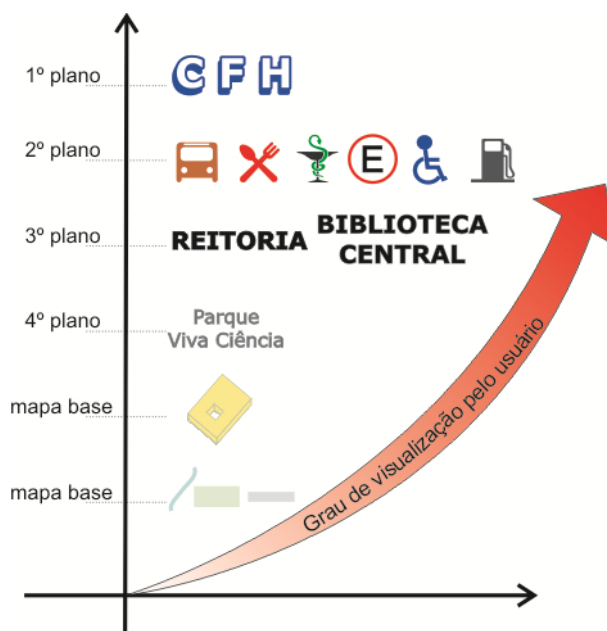 1º plano
CFH
2º plano
E
3º plano
REITORIA
BIBLIOTECA
CENTRAL
4º plano
Parque
Viva Ciência
mapa base
mapa base
Grau de visualização pelo usuário